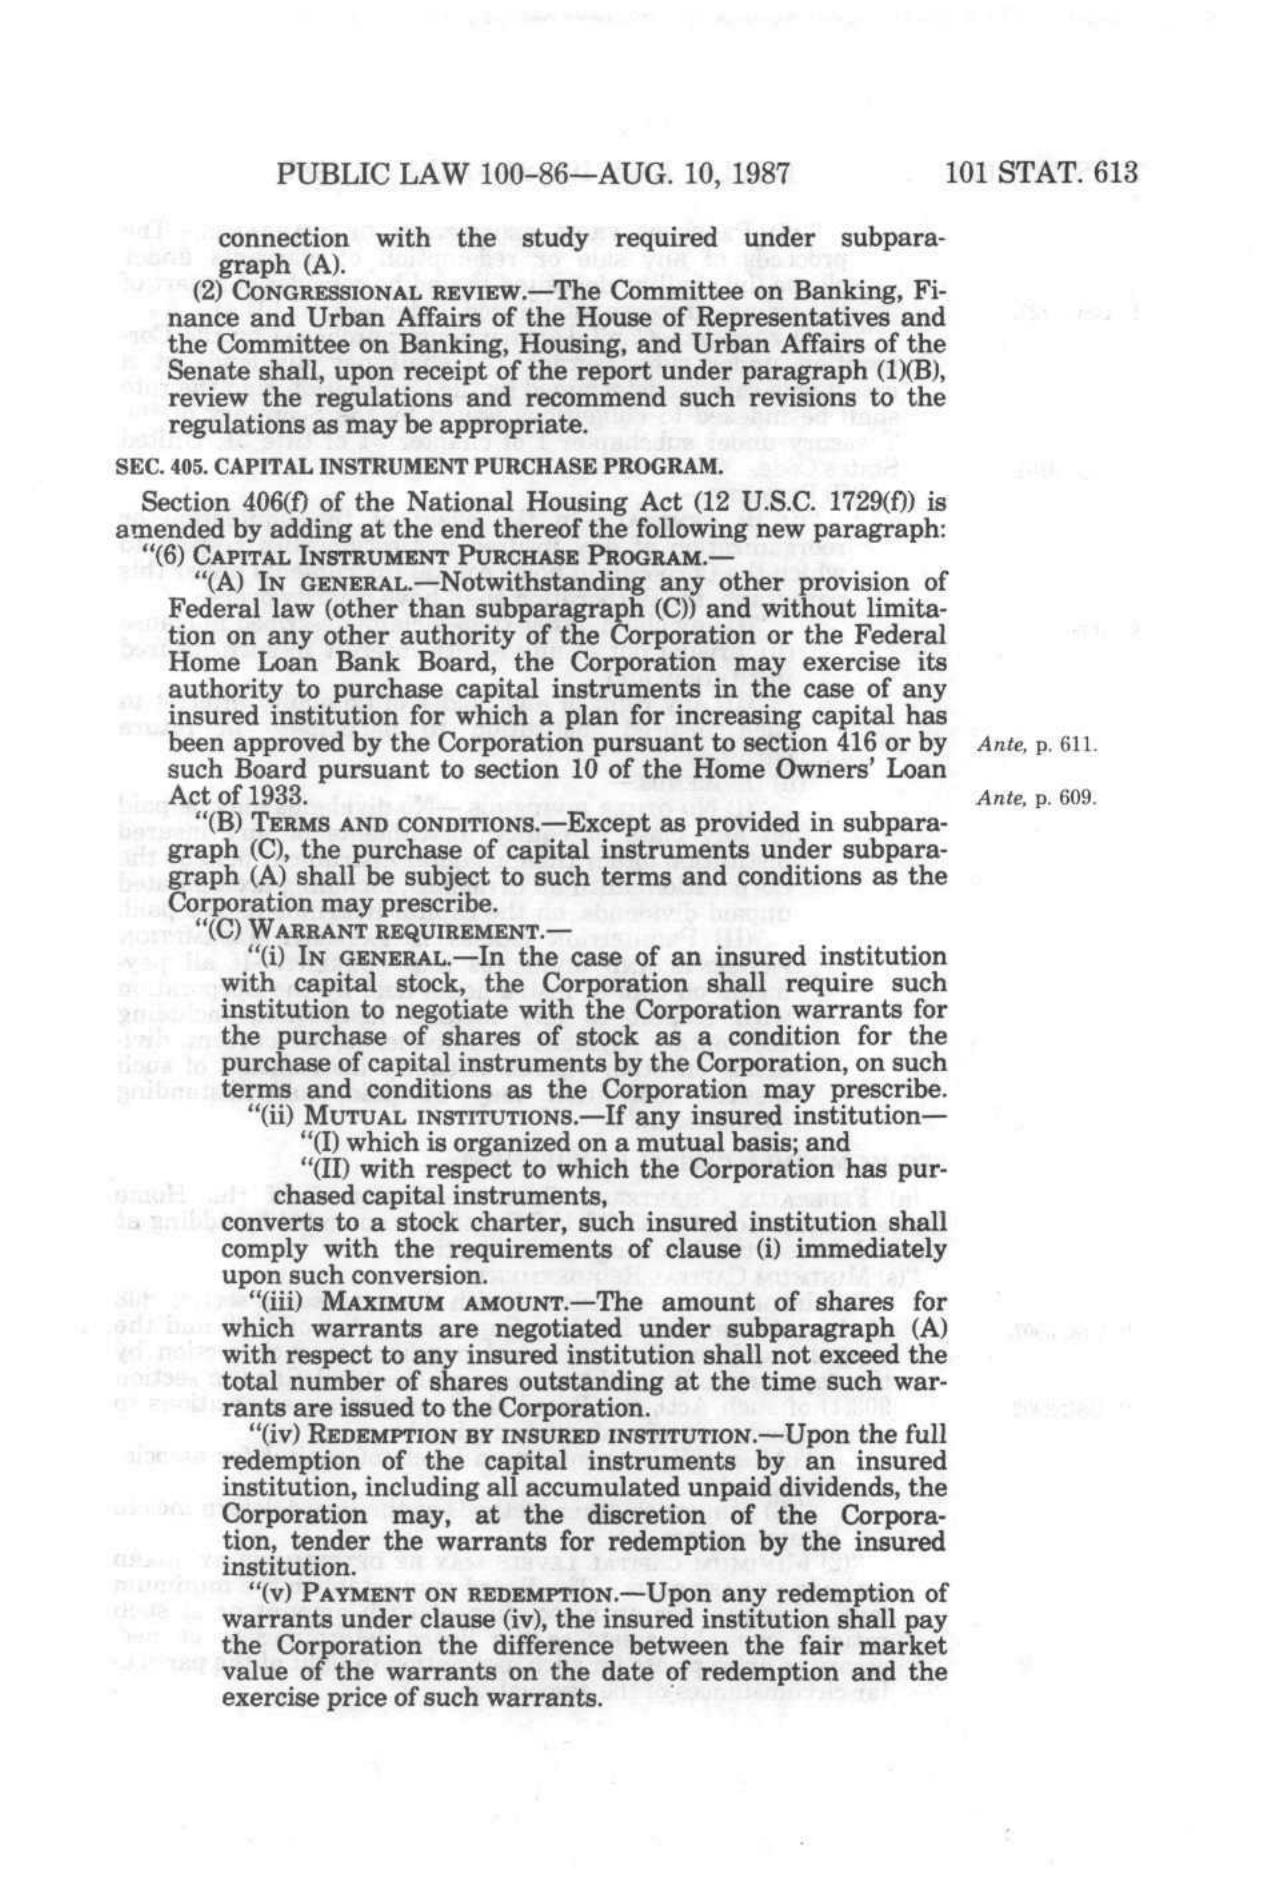 PUBLIC LAW 100-86—AUG. 10, 1987 101 STAT. 613
connection with the study required under subpara-
graph (A).
(2) CONGRESSIONAL REVIEW.—The Committee on Banking, Fi-
nance and Urban Affairs of the House of Representatives and
the Committee on Banking, Housing, and Urban Affairs of the
Senate shall, upon receipt of the report under paragraph (1)(B),
review the regulations and recommend such revisions to the
regulations as may be appropriate.
SEC. 405. CAPITAL INSTRUMENT PURCHASE PROGRAM.
Section 406(f) of the National Housing Act (12 U.S.C. 1729(f)) is
amended by adding at the end thereof the following new paragraph:
“(6) CAPITAL INSTRUMENT PURCHASE PROGRAM.—
“(A) IN GENERAL.—Notwithstanding any other provision of
Federal law (other than subparagraph (C)) and without limita-
tion on any other authority of the Corporation or the Federal
Home Loan Bank Board, the Corporation may exercise its
authority to purchase capital instruments in the case of any
insured institution for which a plan for increasing capital has
been approved by the Corporation pursuant to section 416 or by Ante, p. 611.
such Board pursuant to section 10 of the Home Owners’ Loan
Act of 1933. Ante, p. 609.
“(B) TERMS AND CONDITIONS.—Except as provided in subpara-
graph (C), the purchase of capital instruments under subpara-
graph (A) shall be subject to such terms and conditions as the
Corporation may prescribe.
“(C) WARRANT REQUIREMENT.—
“(i) IN GENERAL.—In the case of an insured institution
with capital stock, the Corporation shall require such
institution to negotiate with the Corporation warrants for
the purchase of shares of stock as a condition for the
purchase of capital instruments by the Corporation, on such
terms and conditions as the Corporation may prescribe.
“(ii) MUTUAL INSTITUTIONS.—If any insured institution—
“(I) which is organized on a mutual basis; and
“(II) with respect to which the Corporation has pur-
chased capital instruments,
converts to a stock charter, such insured institution shall
comply with the requirements of clause (i) immediately
upon such conversion.
“(iii) MAXIMUM AMOUNT.—The amount of shares for
which warrants are negotiated under subparagraph (A)
with respect to any insured institution shall not exceed the
total number of shares outstanding at the time such war-
rants are issued to the Corporation.
“(iv) REDEMPTION BY INSURED INSTITUTION.—Upon the full
redemption of the capital instruments by an insured
institution, including all accumulated unpaid dividends, the
Corporation may, at the discretion of the Corpora-
tion, tender the warrants for redemption by the insured
institution.
“(v) PAYMENT ON REDEMPTION.—Upon any redemption of
warrants under clause (iv), the insured institution shall pay
the Corporation the difference between the fair market
value of the warrants on the date of redemption and the
exercise price of such warrants.